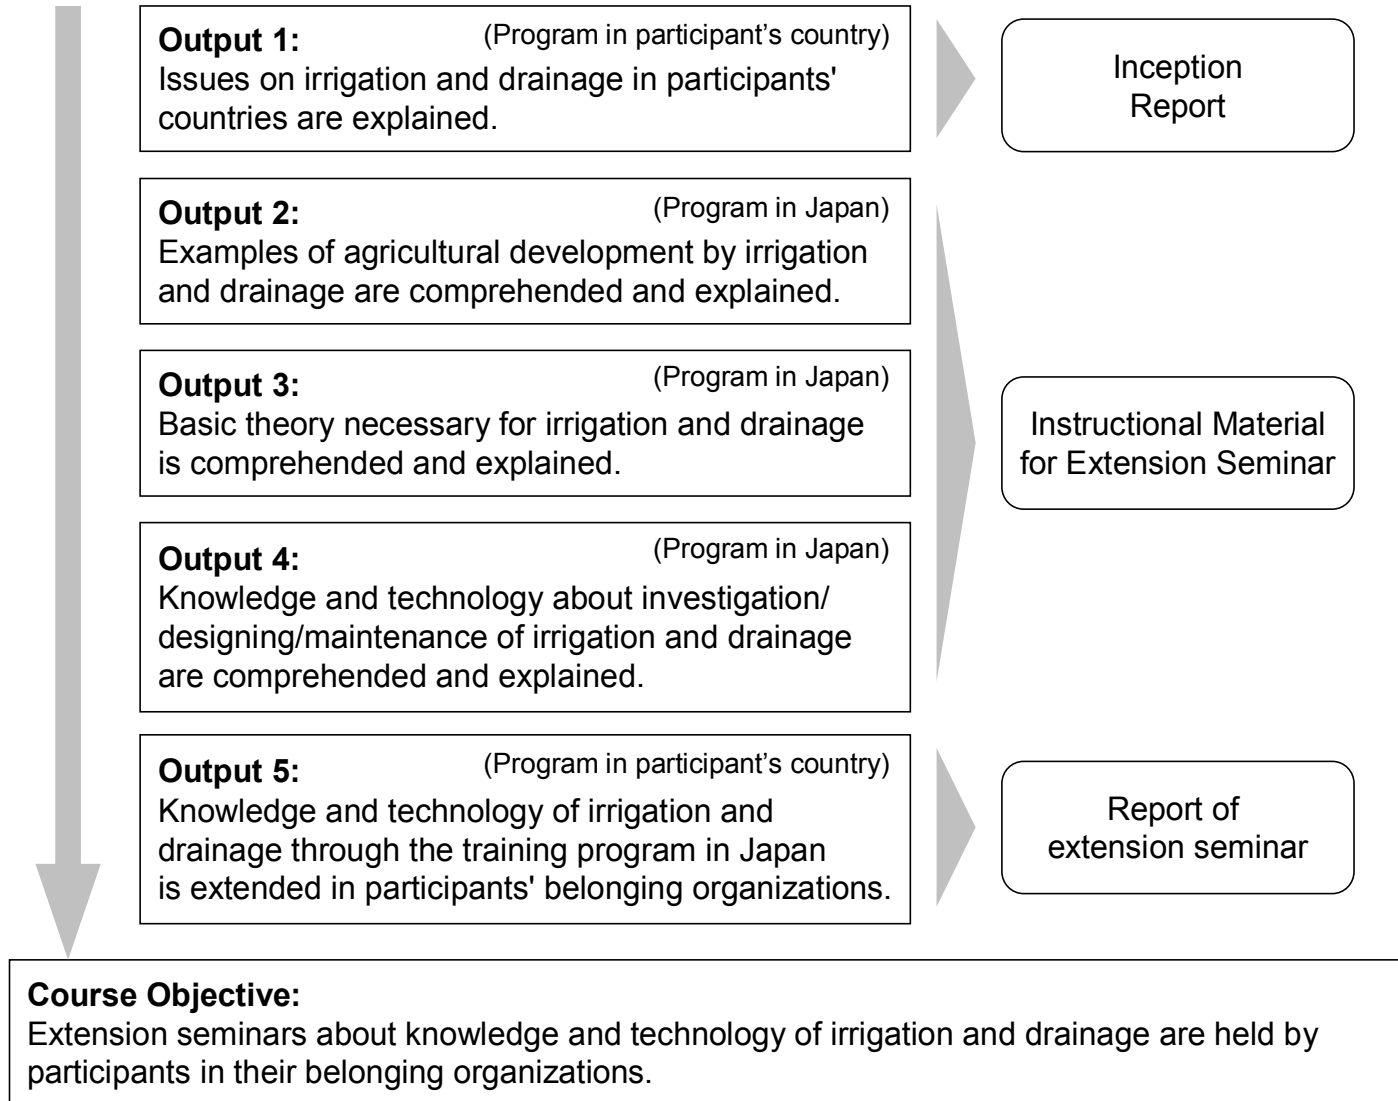 Output 1: (Program in participant’s country)
Issues on irrigation and drainage in participants'
countries are explained.
Inception
Report
Output 2: (Program in Japan)
Examples of agricultural development by irrigation
and drainage are comprehended and explained.
Output 3: (Program in Japan)
Basic theory necessary for irrigation and drainage
is comprehended and explained.
Output 4: (Program in Japan)
Knowledge and technology about investigation/
designing/maintenance of irrigation and drainage
are comprehended and explained.
Instructional Material
for Extension Seminar
Output 5: (Program in participant’s country)
Knowledge and technology of irrigation and
drainage through the training program in Japan
is extended in participants' belonging organizations.
Report of
extension seminar
Course Objective:
Extension seminars about knowledge and technology of irrigation and drainage are held by
participants in their belonging organizations.